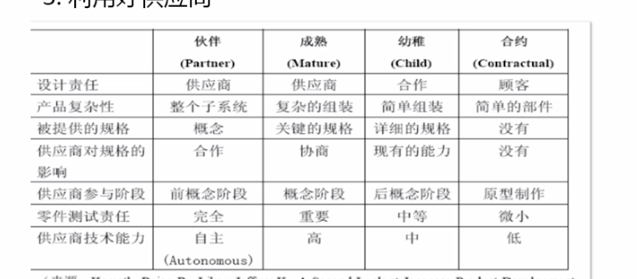 3. 利用好供应商
伙伴 成熟 幼稚 合约
(Partner) (Mature) (Child) (Contractual)
设计责任 供应商 供应商 合作 顾客
产品复杂性 整个子系统 复杂的组装 简单组装 简单的部件
被提供的规格 概念 关键的规格 详细的规格 没有
供应商对规格的 合作 协商 现有的能力 没有
影响
供应商参与阶段 前概念阶段 概念阶段 后概念阶段 原型制作
零件测试责任 完全 重要 中等 微小
供应商技术能力 自主 高 中 低
(Autonomous)